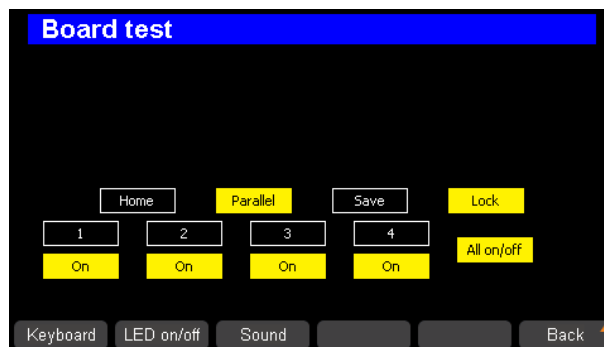 Board test
Home Parallel Save Lock
1 2 3 4
All on/off
On On On On
Keyboard LED on/off Sound Back